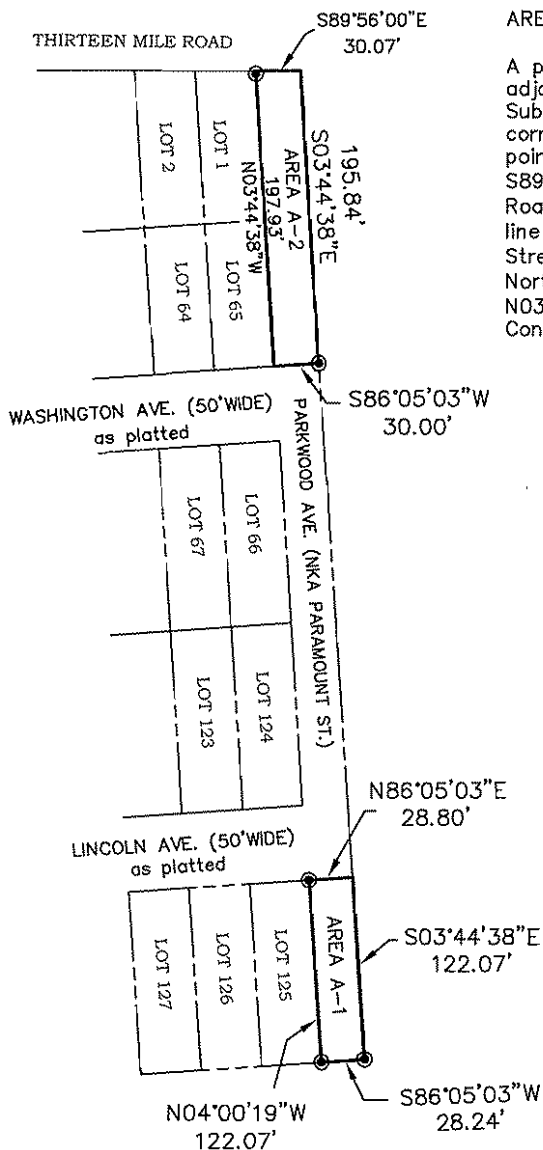 S89°56'00"E
30.07'
THIRTEEN MILE ROAD
LOT 2
LOT 1
AREA A-2
197.93'
N03°44'38"W
195.84'
S03°44'38"E
LOT 64
LOT 65
S86°05'03"W
30.00'
WASHINGTON AVE. (50'WIDE)
as platted
PARKWOOD AVE. (NKA PARAMOUNT ST.)
LOT 67
LOT 66
LOT 123
LOT 124
N86°05'03"E
28.80'
LINCOLN AVE. (50'WIDE)
as platted
LOT 127
LOT 126
LOT 125
AREA A-1
S03°44'38"E
122.07'
N04°00'19"W
122.07'
S86°05'03"W
28.24'
ARE
A p
adja
Sub
corr
poir
S89
Roa
line
Stre
Nort
N03
Con